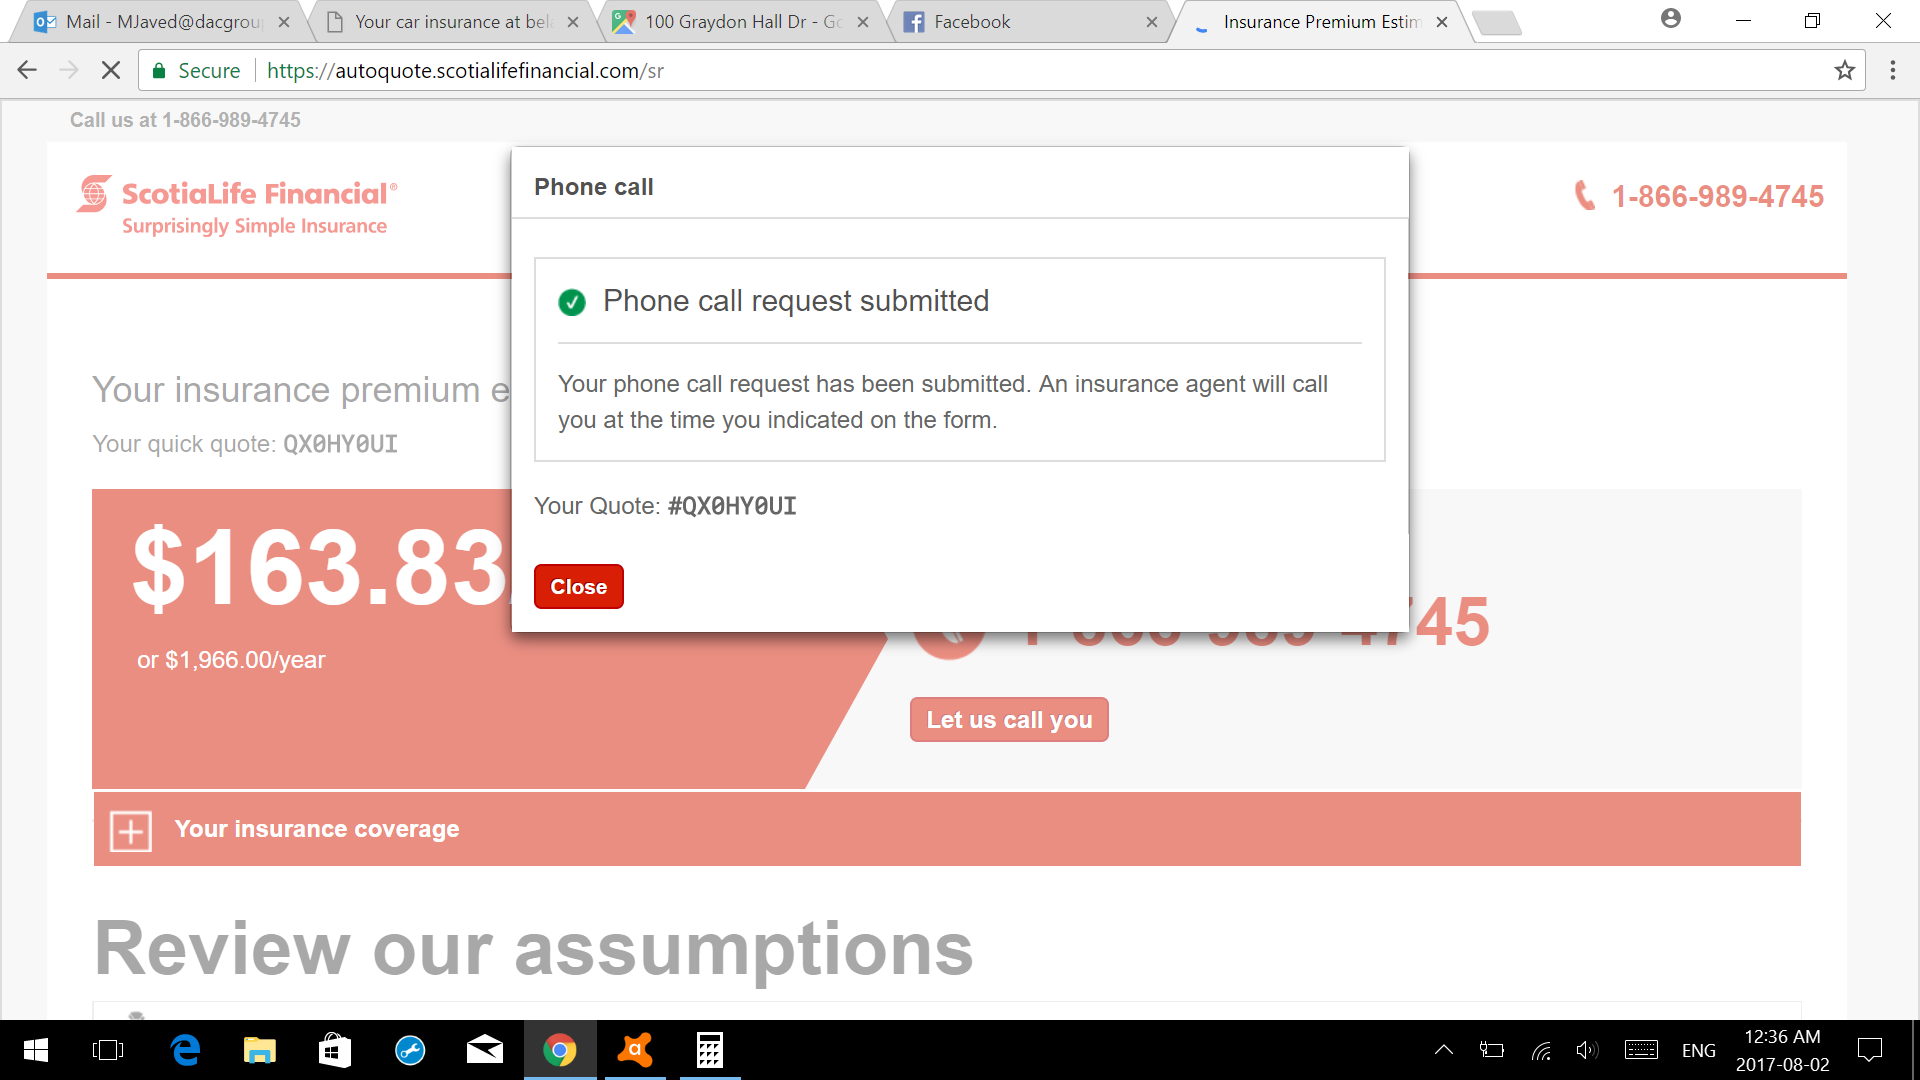 Mail - MJaved@dacgrou
Your car insurance at bel
100 Graydon Hall Dr - Go
Facebook
Insurance Premium Estim
Secure
https://autoquote.scotialifefinancial.com/sr
Call us at 1-866-989-4745
ScotiaLife Financial®
Surprisingly Simple Insurance
1-866-989-4745
Phone call
Phone call request submitted
Your phone call request has been submitted. An insurance agent will call
you at the time you indicated on the form.
Your Quote: #QX0HY0UI
Close
Your insurance premium e
Your quick quote: QX0HY0UI
$163.83
or $1,966.00/year
1-866-989-4745
Let us call you
Your insurance coverage
Review our assumptions
ENG
12:36 AM
2017-08-02